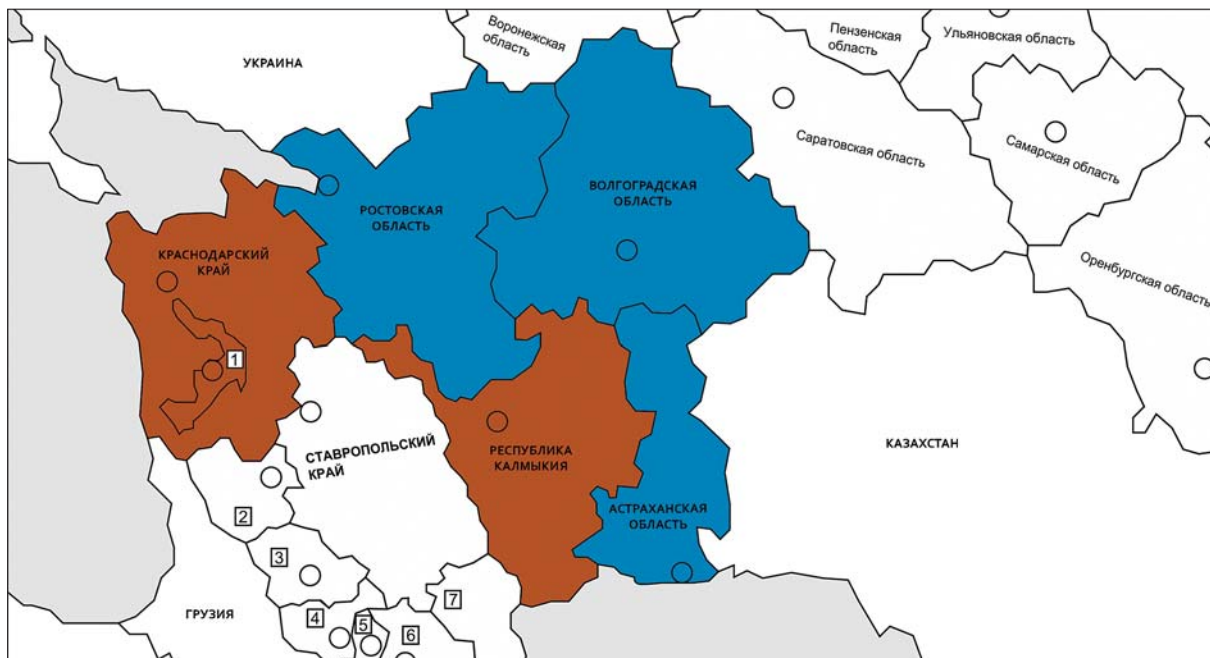 Воронежская
область
Пензенская
область
Ульяновская область
УКРАИНА
Саратовская область
Самарская область
ВОЛГОГРАДСКАЯ
ОБЛАСТЬ
РОСТОВСКАЯ
ОБЛАСТЬ
КРАСНОДАРСКИЙ
КРАЙ
Оренбургская область
1
СТАВРОПОЛЬСКИЙ
КРАЙ
РЕСПУБЛИКА
КАЛМЫКИЯ
КАЗАХСТАН
АСТРАХАНСКАЯ
ОБЛАСТЬ
2
3
ГРУЗИЯ
4
5
6
7